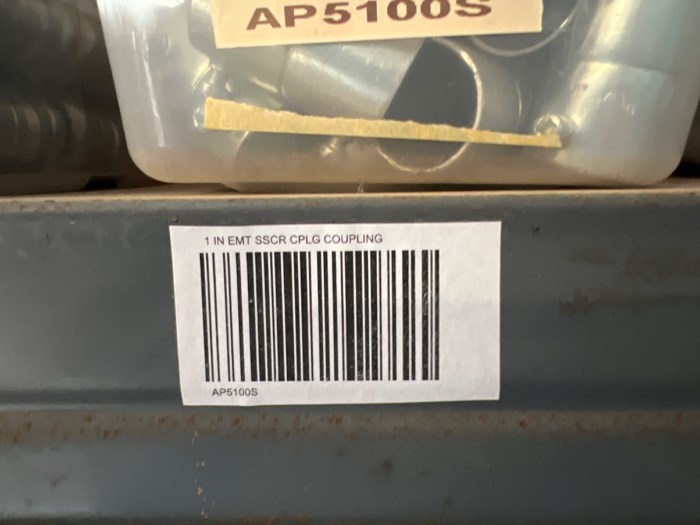 AP5100S
1 IN EMT SSCR CPLG COUPLING
AP5100S